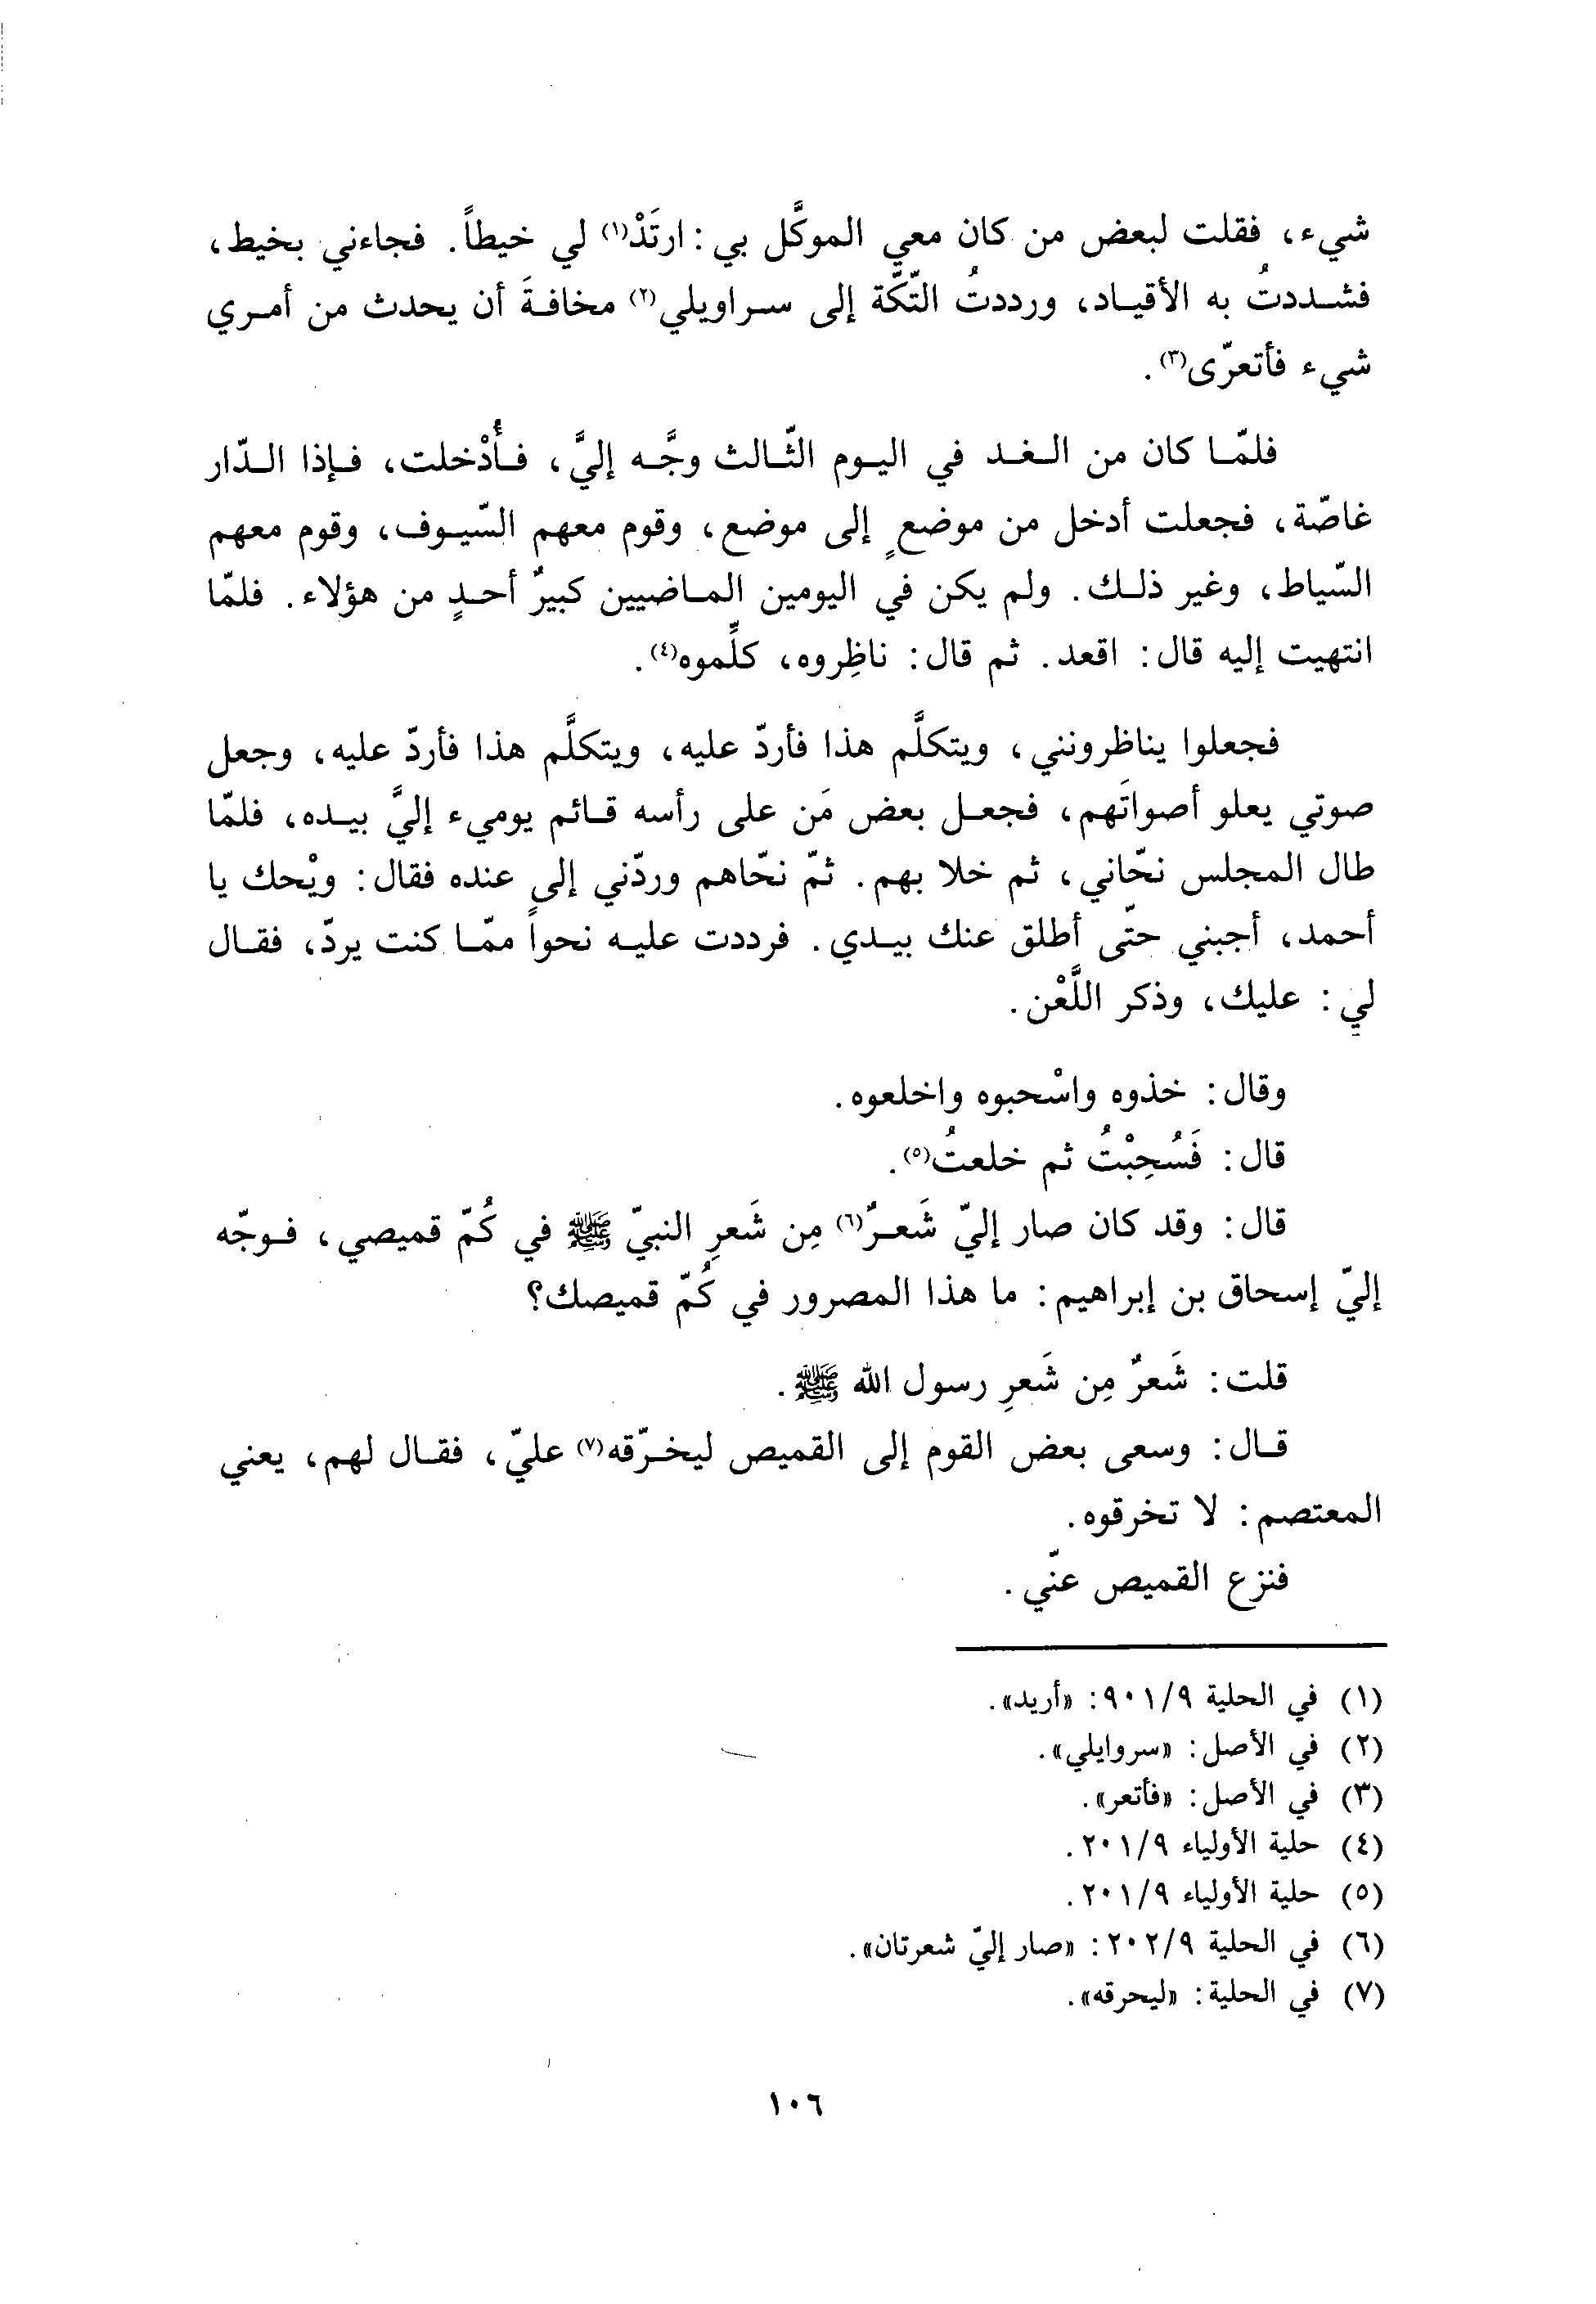 شيء، فقلت لبعض من كان معي الموكَّل بي: ارتَدْ(١) لي خيطاً. فجاءني بخيط،
فشددتُ به الأقياد، ورددتُ التّكّة إلى سراويلي(٢) مخافةَ أن يحدث من أمري
شيء فأتعرّى(٣).
فلمّا كان من الغد في اليوم الثّالث وجَّه إليَّ، فأُدْخلت، فإذا الدّار
غاصّة، فجعلت أدخل من موضعٍ إلى موضع، وقوم معهم السّيوف، وقوم معهم
السّياط، وغير ذلك. ولم يكن في اليومين الماضيين كبيرُ أحدٍ من هؤلاء. فلمّا
انتهيت إليه قال: اقعد. ثم قال: ناظِروه، كلِّموه(٤).
فجعلوا يناظرونني، ويتكلَّم هذا فأردّ عليه، ويتكلَّم هذا فأردّ عليه، وجعل
صوتي يعلو أصواتَهم، فجعل بعض مَن على رأسه قائم يوميء إليَّ بيده، فلمّا
طال المجلس نحّاني، ثم خلا بهم. ثمّ نحّاهم وردّني إلى عنده فقال: ويْحك يا
أحمد، أجبني حتّى أطلق عنك بيدي. فرددت عليه نحواً ممّا كنت يردّ، فقال
لي: عليك، وذكر اللَّعْن.
وقال: خذوه واسْحبوه واخلعوه.
قال: فَسُحِبْتُ ثم خلعتُ(٥).
قال: وقد كان صار إليّ شَعرٌ(٦) مِن شَعرِ النبيّ ﷺ في كُمّ قميصي، فوجّه
إليّ إسحاق بن إبراهيم: ما هذا المصرور في كُمّ قميصك؟
قلت: شَعرٌ مِن شَعرِ رسول الله ﷺ.
قال: وسعى بعض القوم إلى القميص ليخرّقه(٧) عليّ، فقال لهم، يعني
المعتصم: لا تخرقوه.
فنزع القميص عنّي.
(١) في الحلية ٩٠١/٩: «أريد».
(٢) في الأصل: «سروايلي».
(٣) في الأصل: «فأتعر».
(٤) حلية الأولياء ٢٠١/٩.
(٥) حلية الأولياء ٢٠١/٩.
(٦) في الحلية ٢٠٢/٩: «صار إليّ شعرتان».
(٧) في الحلية: «ليحرقه».
١٠٦